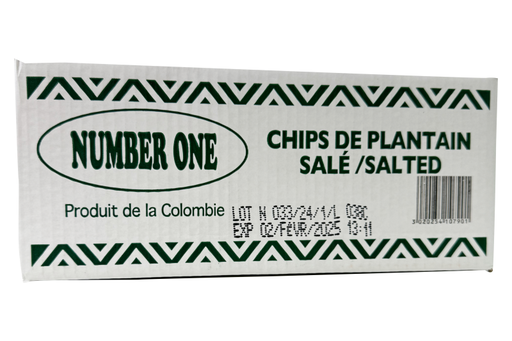 NUMBER ONE
CHIPS DE PLANTAIN
SALÉ /SALTED
Produit de la Colombie
LOT N 033/24/1/L 038C
EXP 02/FéVR/2025 13:11
3020254107901